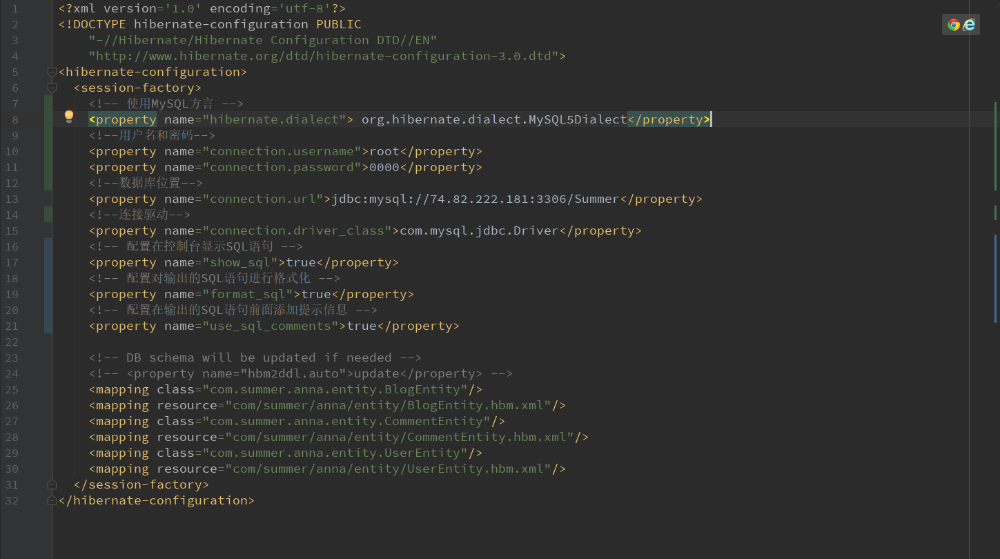 1 <?xml version='1.0' encoding='utf-8'?>
2 <!DOCTYPE hibernate-configuration PUBLIC
3 "-//Hibernate/Hibernate Configuration DTD//EN"
4 "http://www.hibernate.org/dtd/hibernate-configuration-3.0.dtd">
5 <hibernate-configuration>
6 <session-factory>
7 <!-- 使用MySQL方言 -->
8 <property name="hibernate.dialect"> org.hibernate.dialect.MySQL5Dialect</property>
9 <!--用户名和密码-->
10 <property name="connection.username">root</property>
11 <property name="connection.password">0000</property>
12 <!--数据库位置-->
13 <property name="connection.url">jdbc:mysql://74.82.222.181:3306/Summer</property>
14 <!--连接驱动-->
15 <property name="connection.driver_class">com.mysql.jdbc.Driver</property>
16 <!-- 配置在控制台显示SQL语句 -->
17 <property name="show_sql">true</property>
18 <!-- 配置对输出的SQL语句进行格式化 -->
19 <property name="format_sql">true</property>
20 <!-- 配置在输出的SQL语句前面添加提示信息 -->
21 <property name="use_sql_comments">true</property>
22
23 <!-- DB schema will be updated if needed -->
24 <!-- <property name="hbm2ddl.auto">update</property> -->
25 <mapping class="com.summer.anna.entity.BlogEntity"/>
26 <mapping resource="com/summer/anna/entity/BlogEntity.hbm.xml"/>
27 <mapping class="com.summer.anna.entity.CommentEntity"/>
28 <mapping resource="com/summer/anna/entity/CommentEntity.hbm.xml"/>
29 <mapping class="com.summer.anna.entity.UserEntity"/>
30 <mapping resource="com/summer/anna/entity/UserEntity.hbm.xml"/>
31 </session-factory>
32 </hibernate-configuration>